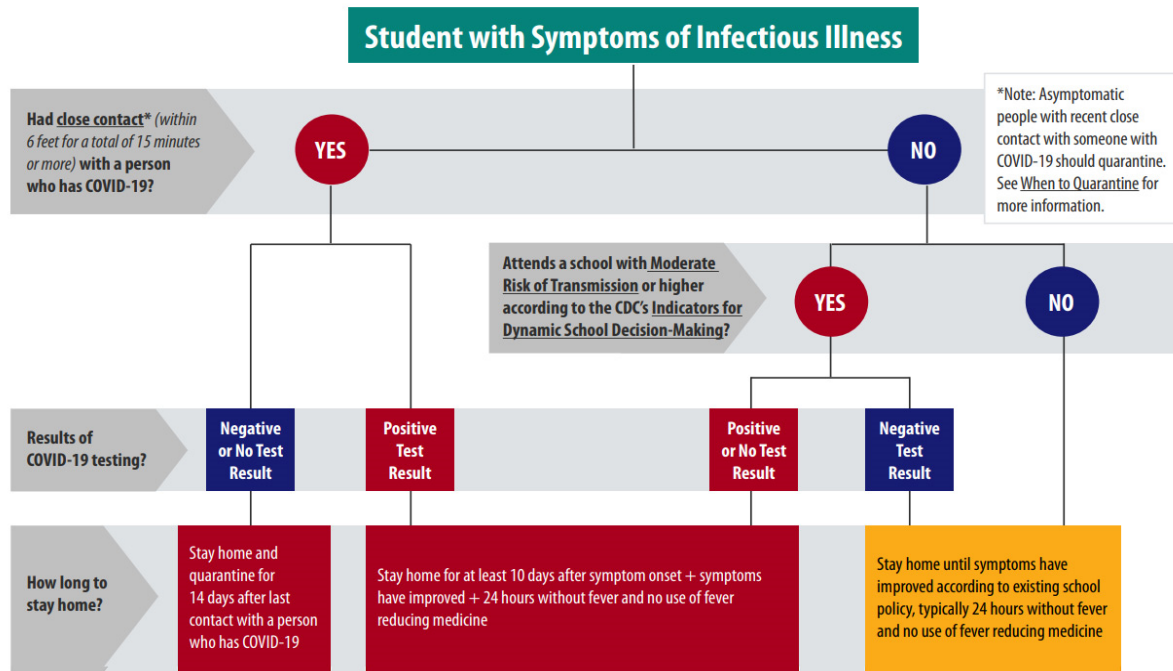 Student with Symptoms of Infectious Illness
Had close contact* (within
6 feet for a total of 15 minutes
or more) with a person
who has COVID-19?
YES
NO
*Note: Asymptomatic
people with recent close
contact with someone with
COVID-19 should quarantine.
See When to Quarantine for
more information.
Attends a school with Moderate
Risk of Transmission or higher
according to the CDC's Indicators for
Dynamic School Decision-Making?
YES
NO
Results of
COVID-19 testing?
Negative
or No Test
Result
Positive
Test
Result
Positive
or No Test
Result
Negative
Test
Result
How long to
stay home?
Stay home and
quarantine for
14 days after last
contact with a person
who has COVID-19
Stay home for at least 10 days after symptom onset + symptoms
have improved + 24 hours without fever and no use of fever
reducing medicine
Stay home until symptoms have
improved according to existing school
policy, typically 24 hours without fever
and no use of fever reducing medicine